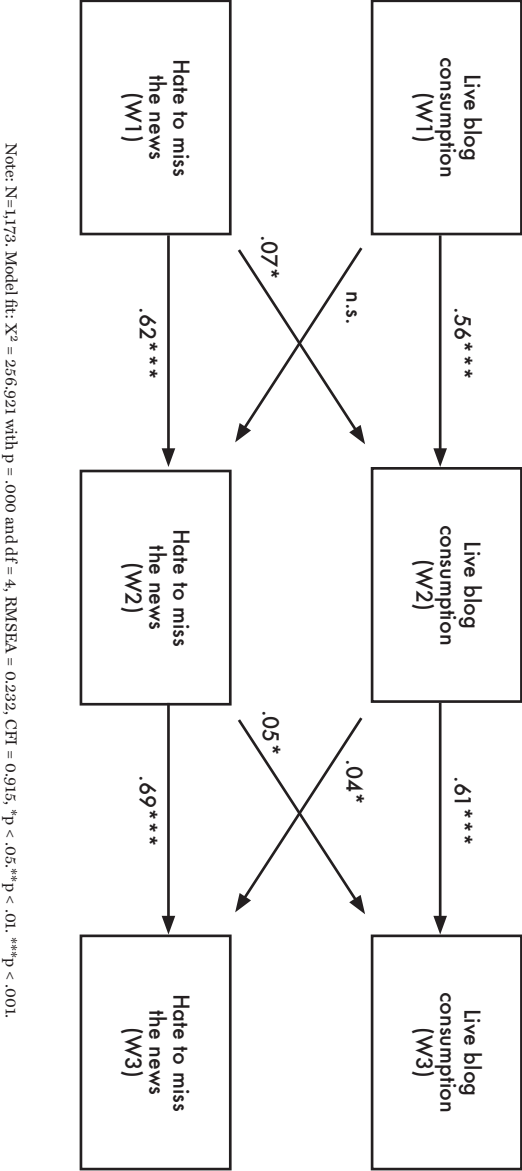 Live blog
consumption
(W1)
.56***
Live blog
consumption
(W2)
.61***
Live blog
consumption
(W3)
n.s.
.07*
.04*
.05*
Hate to miss
the news
(W1)
.62***
Hate to miss
the news
(W2)
.69***
Hate to miss
the news
(W3)
Note: N=1,173. Model fit: X² = 256.921 with p = .000 and df = 4, RMSEA = 0.232, CFI = 0.915, *p < .05.**p < .01. ***p < .001.